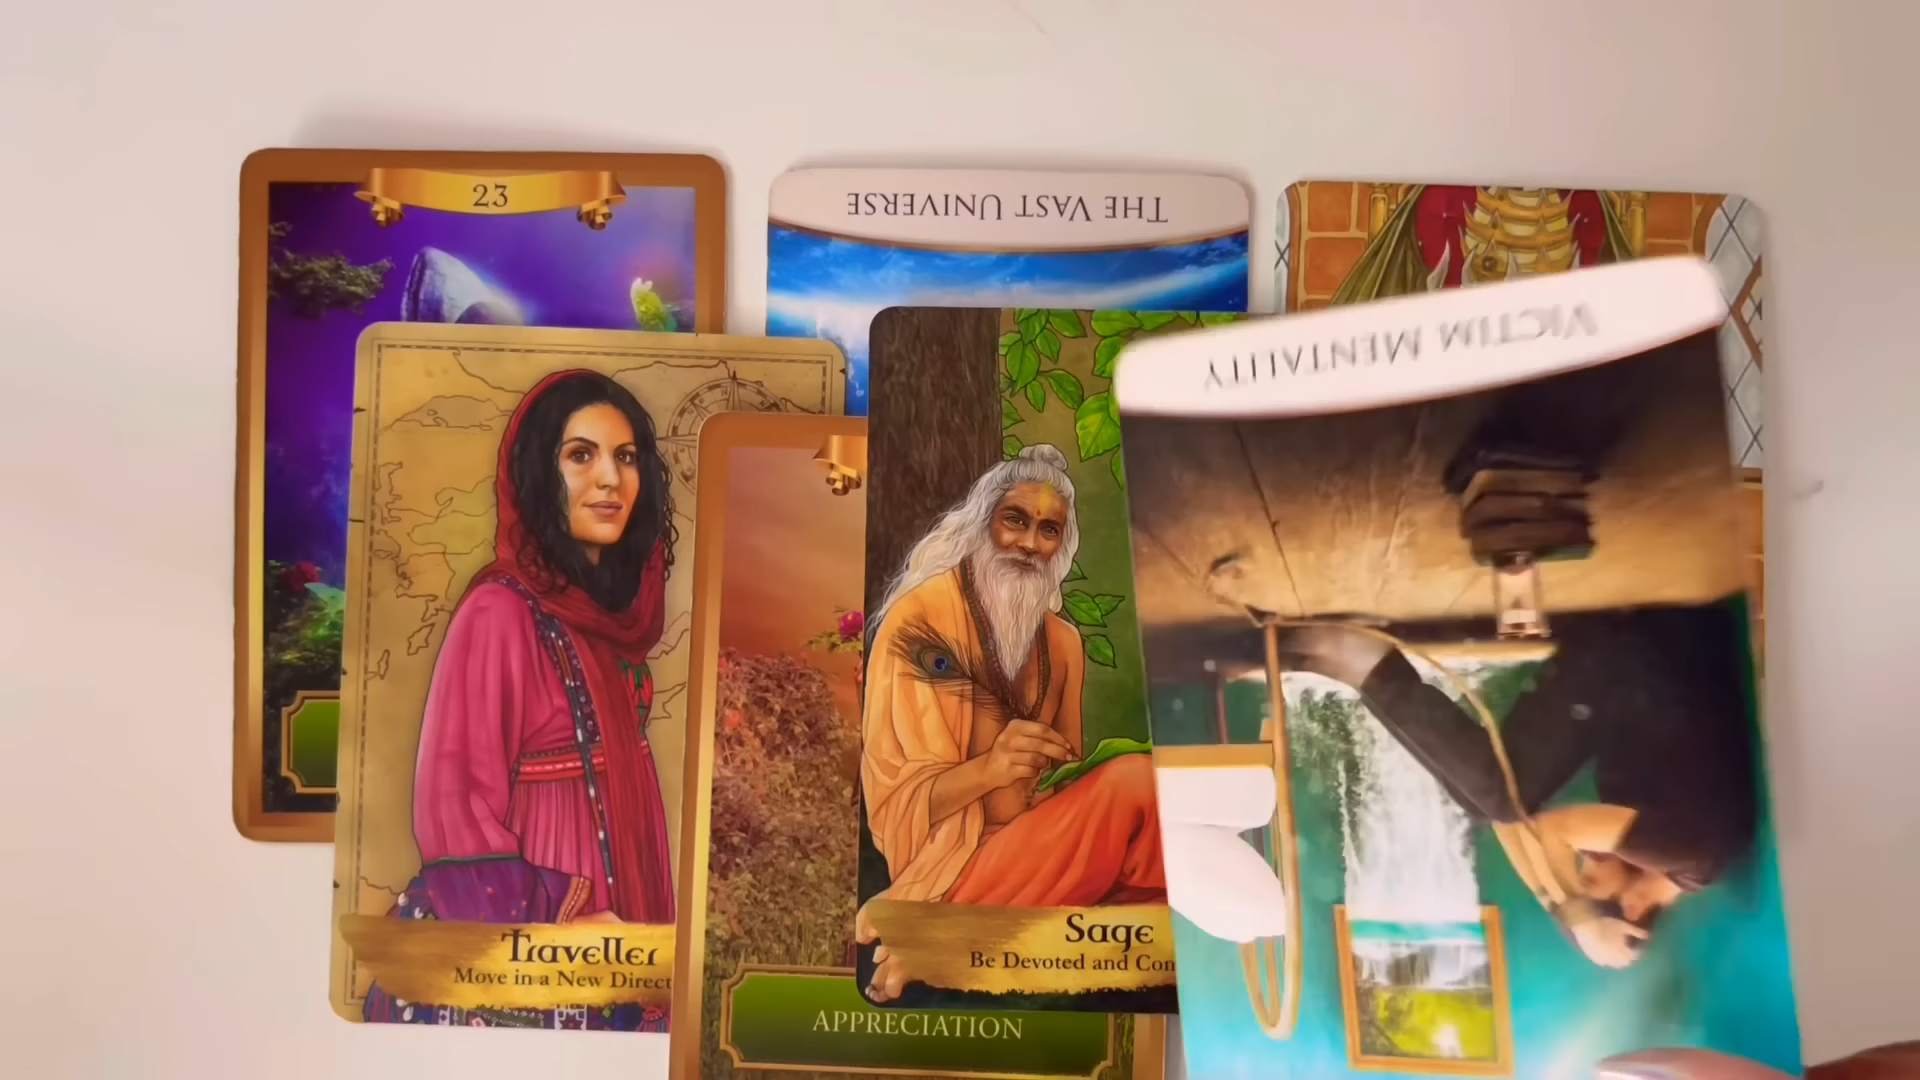 23
THE VAST UNIVERSE
VICTIM MENTALITY
Traveller
Move in a New Direct
Sage
Be Devoted and Con
APPRECIATION